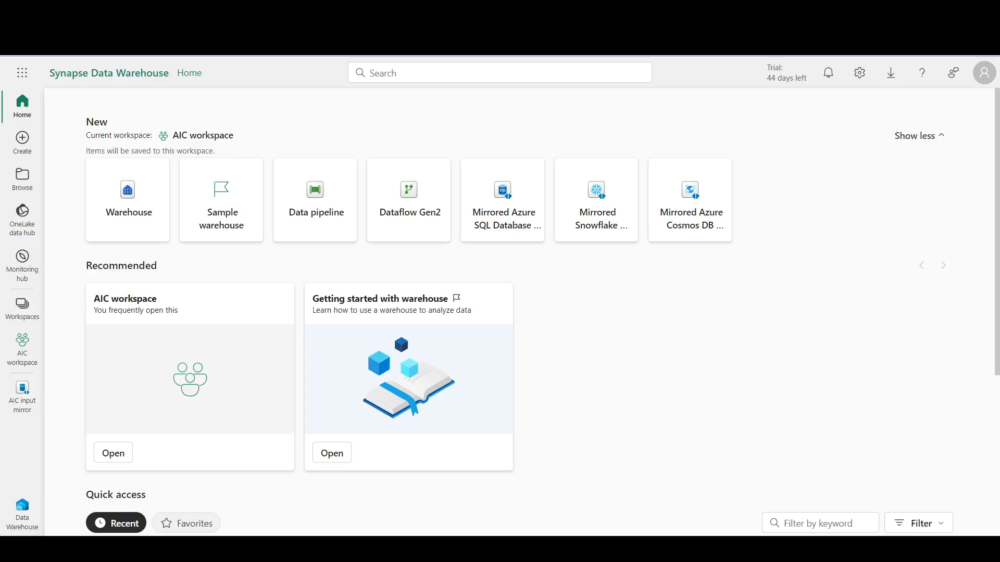 Synapse Data Warehouse Home
Search
Trial:
44 days left
Home
Create
Browse
OneLake
data hub
Monitoring
hub
Workspaces
AIC
workspace
AIC input
mirror
Data
Warehouse
New
Current workspace: AIC workspace
Show less
Items will be saved to this workspace.
Warehouse
Sample
warehouse
Data pipeline
Dataflow Gen2
Mirrored Azure
SQL Database ...
Mirrored
Snowflake ...
Mirrored Azure
Cosmos DB ...
Recommended
AIC workspace
You frequently open this
Open
Getting started with warehouse
Learn how to use a warehouse to analyze data
Open
Quick access
Recent
Favorites
Filter by keyword
Filter